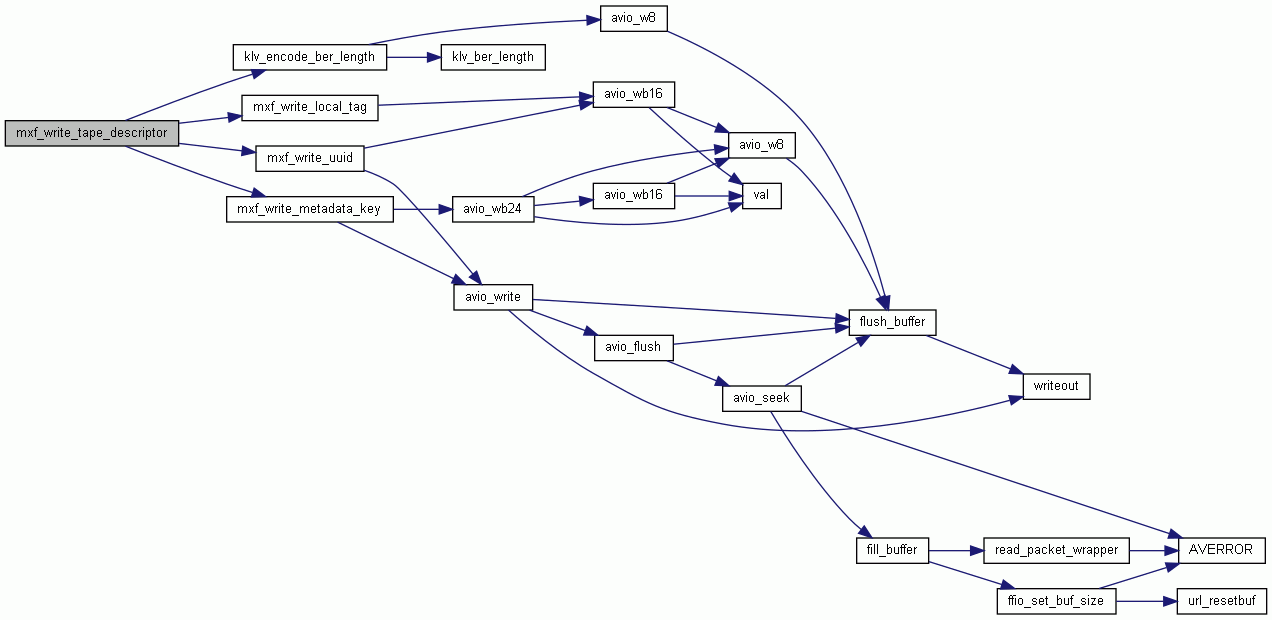 avio_w8
klv_encode_ber_length
klv_ber_length
avio_wb16
mxf_write_local_tag
mxf_write_tape_descriptor
avio_w8
mxf_write_uuid
avio_wb16
val
mxf_write_metadata_key
avio_wb24
avio_write
flush_buffer
avio_flush
writeout
avio_seek
fill_buffer
read_packet_wrapper
AVERROR
ffio_set_buf_size
url_resetbuf